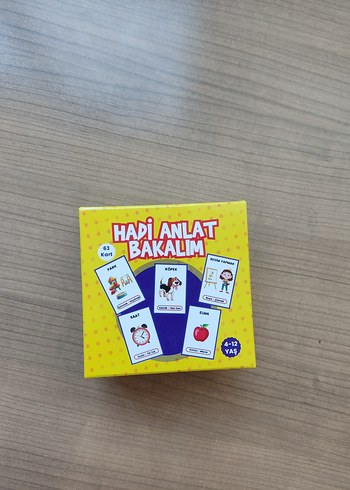 HADİ ANLAT
BAKALIM
63
Kart
PARK
KÖPEK
RESİM YAPMAK
SAAT
ELMA
4-12
YAŞ